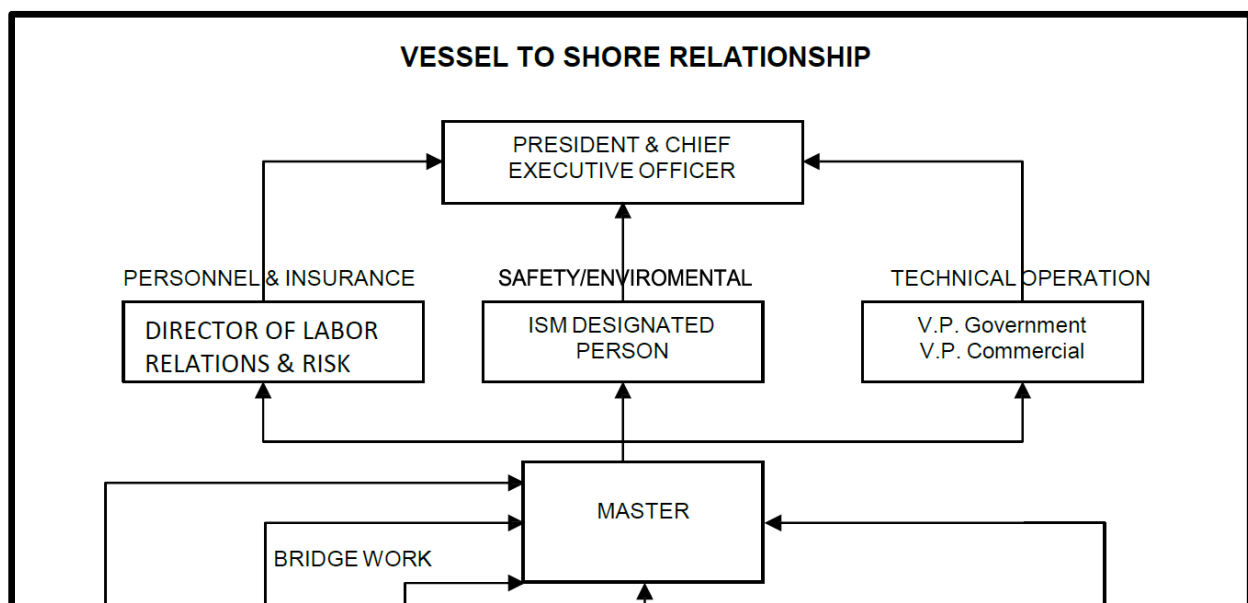 VESSEL TO SHORE RELATIONSHIP
PRESIDENT & CHIEF
EXECUTIVE OFFICER
PERSONNEL & INSURANCE
SAFETY/ENVIROMENTAL
TECHNICAL OPERATION
DIRECTOR OF LABOR
RELATIONS & RISK
ISM DESIGNATED
PERSON
V.P. Government
V.P. Commercial
MASTER
BRIDGE WORK